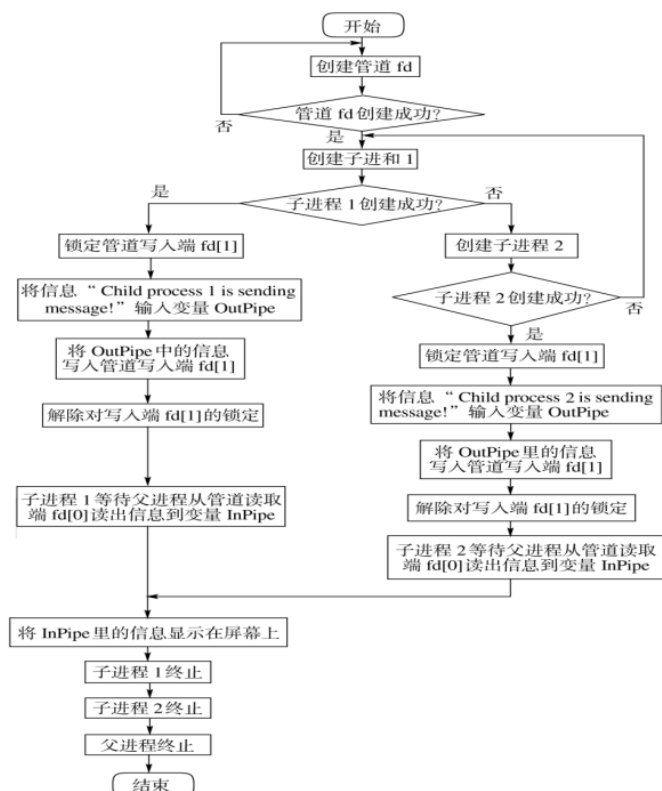 开始
创建管道 fd
管道 fd 创建成功?
否
是
创建子进和 1
子进程 1 创建成功?
是
否
锁定管道写入端 fd[1]
将信息“ Child process 1 is sending
message!”输入变量 OutPipe
将 OutPipe 中的信息
写入管道写入端 fd[1]
解除对写入端 fd[1]的锁定
子进程 1 等待父进程从管道读取
端 fd[0]读出信息到变量 InPipe
创建子进程 2
子进程 2 创建成功?
否
是
锁定管道写入端 fd[1]
将信息“ Child process 2 is sending
message!”输入变量 OutPipe
将 OutPipe 里的信息
写入管道写入端 fd[1]
解除对写入端 fd[1]的锁定
子进程 2 等待父进程从管道读取
端 fd[0]读出信息到变量 InPipe
将 InPipe 里的信息显示在屏幕上
子进程 1 终止
子进程 2 终止
父进程终止
结束